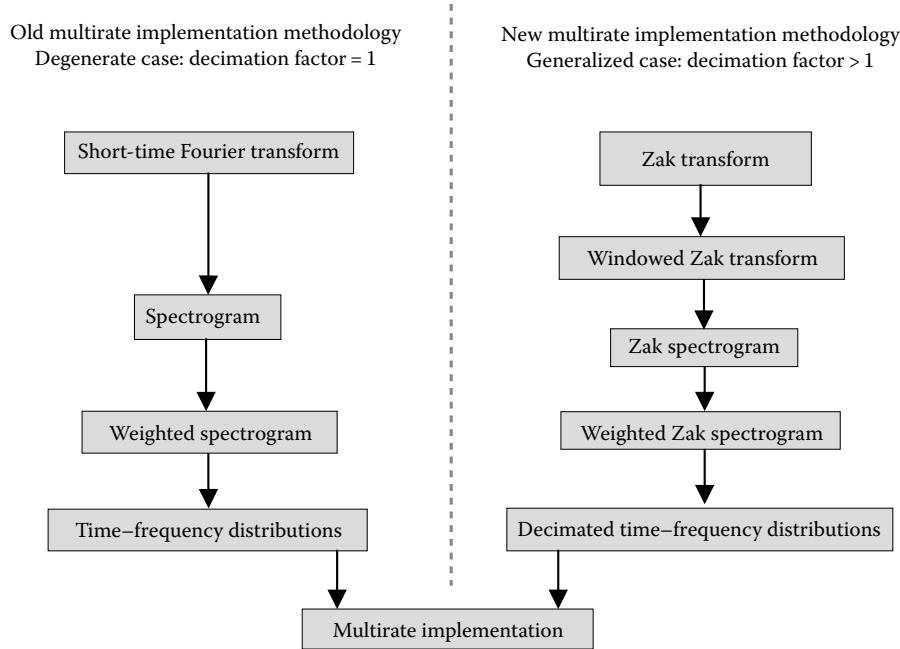 Old multirate implementation methodology
Degenerate case: decimation factor = 1
Short-time Fourier transform
Spectrogram
Weighted spectrogram
Time–frequency distributions
New multirate implementation methodology
Generalized case: decimation factor > 1
Zak transform
Windowed Zak transform
Zak spectrogram
Weighted Zak spectrogram
Decimated time–frequency distributions
Multirate implementation